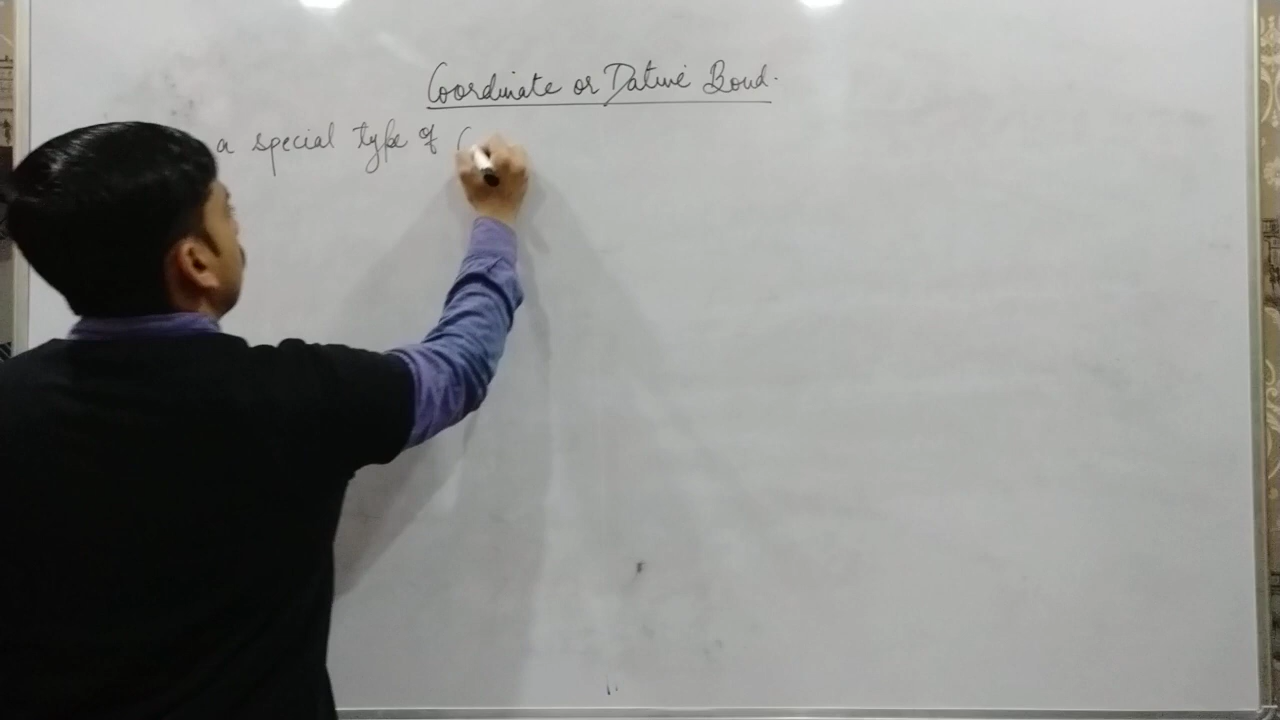 Coordinate or Dative Bond.
a special type of